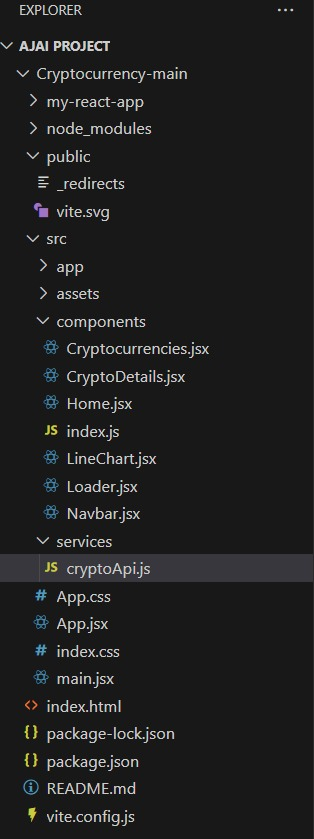 EXPLORER
AJAI PROJECT
Cryptocurrency-main
my-react-app
node_modules
public
_redirects
vite.svg
src
app
assets
components
Cryptocurrencies.jsx
CryptoDetails.jsx
Home.jsx
JS index.js
LineChart.jsx
Loader.jsx
Navbar.jsx
services
JS cryptoApi.js
# App.css
App.jsx
# index.css
main.jsx
<> index.html
{} package-lock.json
{} package.json
README.md
vite.config.js